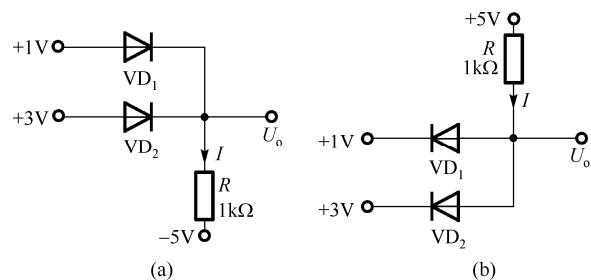 +1V
VD₁
+3V
VD₂
I
Uₒ
R
1kΩ
−5V
(a)
+5V
R
1kΩ
I
+1V
VD₁
Uₒ
+3V
VD₂
(b)